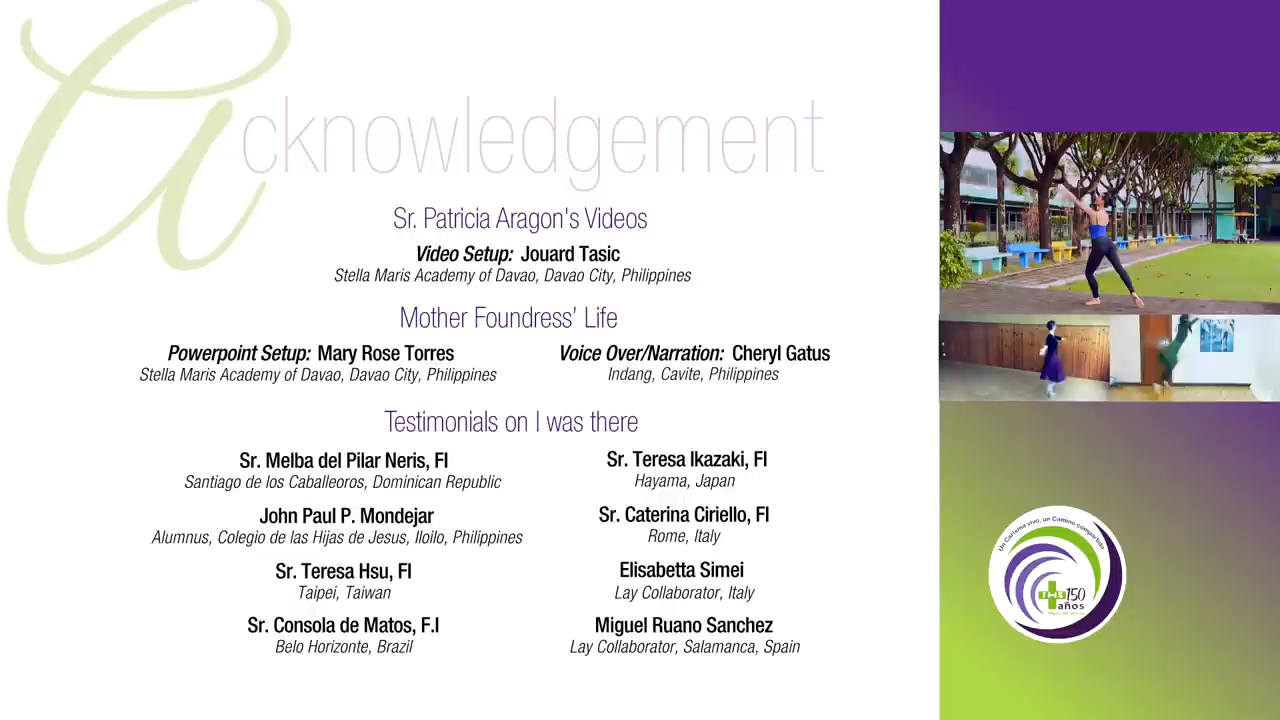 acknowledgement
Sr. Patricia Aragon's Videos
Video Setup: Jouard Tasic
Stella Maris Academy of Davao, Davao City, Philippines
Mother Foundress' Life
Powerpoint Setup: Mary Rose Torres
Stella Maris Academy of Davao, Davao City, Philippines
Voice Over/Narration: Cheryl Gatus
Indang, Cavite, Philippines
Testimonials on I was there
Sr. Melba del Pilar Neris, FI
Santiago de los Caballeoros, Dominican Republic
John Paul P. Mondejar
Alumnus, Colegio de las HIjas de Jesus, Iloilo, Philippines
Sr. Teresa Hsu, FI
Taipei, Taiwan
Sr. Consola de Matos, F.I
Belo Horizonte, Brazil
Sr. Teresa Ikazaki, FI
Hayama, Japan
Sr. Caterina Ciriello, FI
Rome, Italy
Elisabetta Simei
Lay Collaborator, Italy
Miguel Ruano Sanchez
Lay Collaborator, Salamanca, Spain
Un Carisma vivo, un Camino compartido
IHS 150
años